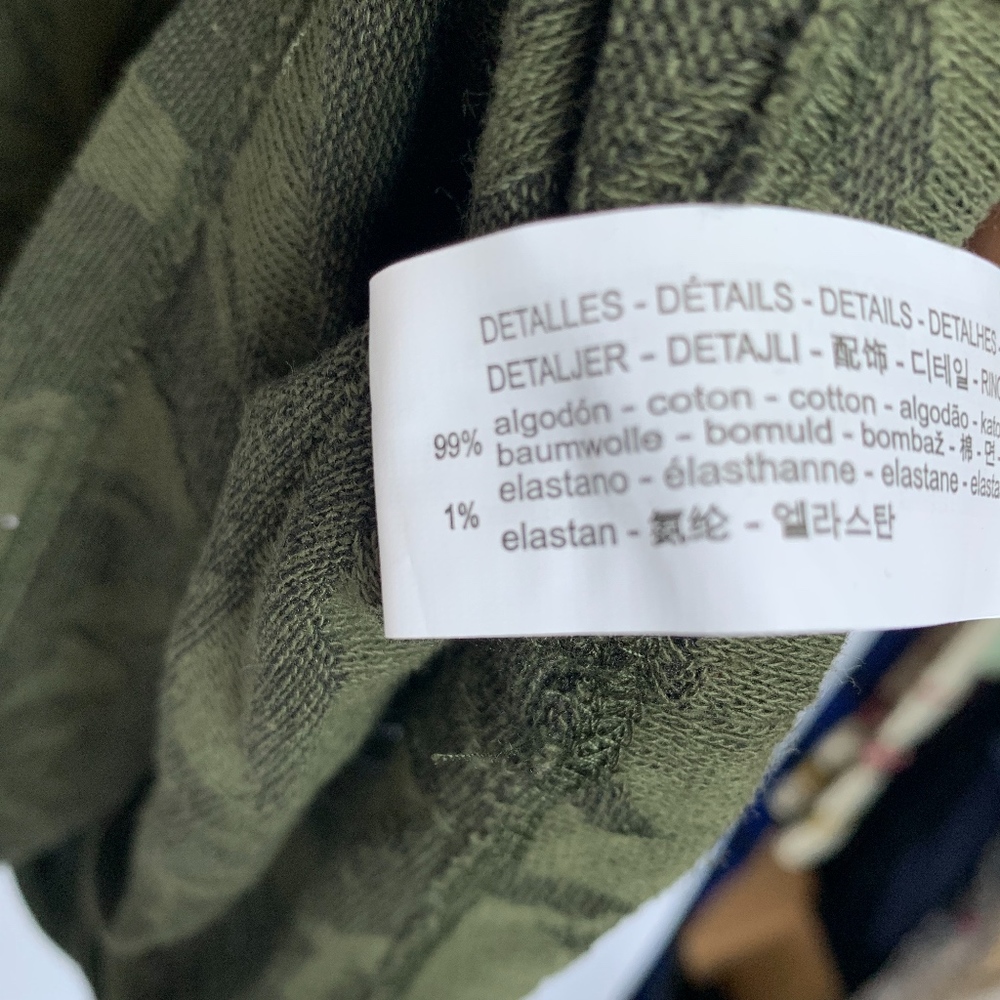 DETALLES - DÉTAILS - DETAILS - DETALHES -
DETALJER - DETAJLI - 配饰 - 디테일 -
99% algodón - coton - cotton - algodão -
baumwolle - bomuld - bombaž - 棉 - 면 -
1% elastano - élasthanne - elastane -
elastan - 氨纶 - 엘라스탄